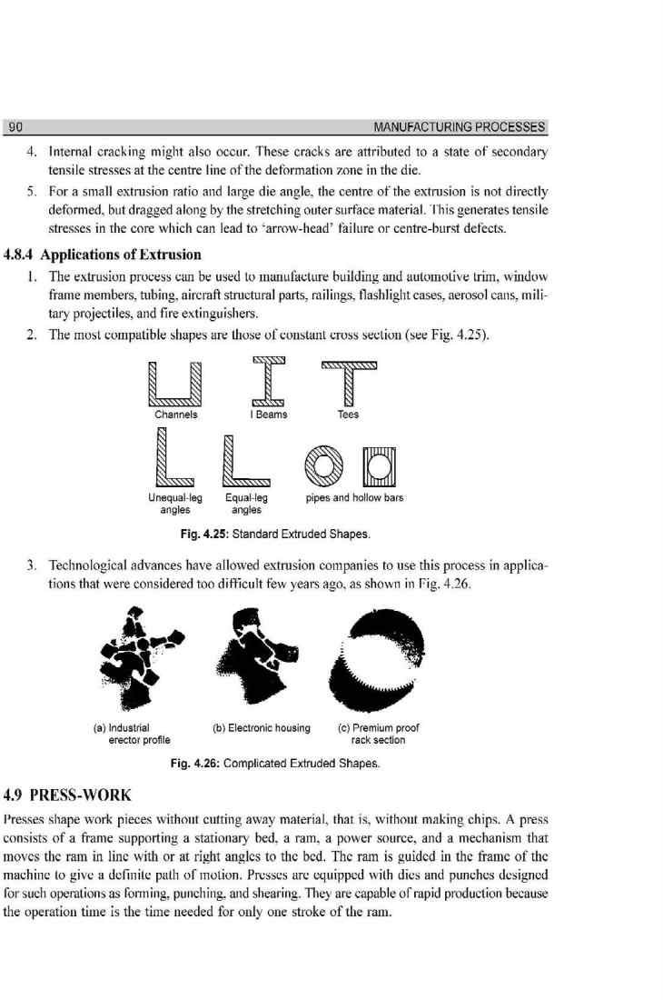 90 MANUFACTURING PROCESSES
4. Internal cracking might also occur. These cracks are attributed to a state of secondary
tensile stresses at the centre line of the deformation zone in the die.
5. For a small extrusion ratio and large die angle, the centre of the extrusion is not directly
deformed, but dragged along by the stretching outer surface material. This generates tensile
stresses in the core which can lead to ‘arrow-head’ failure or centre-burst defects.
4.8.4 Applications of Extrusion
1. The extrusion process can be used to manufacture building and automotive trim, window
frame members, tubing, aircraft structural parts, railings, flashlight cases, aerosol cans, mili-
tary projectiles, and fire extinguishers.
2. The most compatible shapes are those of constant cross section (see Fig. 4.25).
Channels I Beams Tees
Unequal-leg Equal-leg pipes and hollow bars
angles angles
Fig. 4.25: Standard Extruded Shapes.
3. Technological advances have allowed extrusion companies to use this process in applica-
tions that were considered too difficult few years ago, as shown in Fig. 4.26.
(a) Industrial (b) Electronic housing (c) Premium proof
erector profile rack section
Fig. 4.26: Complicated Extruded Shapes.
4.9 PRESS-WORK
Presses shape work pieces without cutting away material, that is, without making chips. A press
consists of a frame supporting a stationary bed, a ram, a power source, and a mechanism that
moves the ram in line with or at right angles to the bed. The ram is guided in the frame of the
machine to give a definite path of motion. Presses are equipped with dies and punches designed
for such operations as forming, punching, and shearing. They are capable of rapid production because
the operation time is the time needed for only one stroke of the ram.